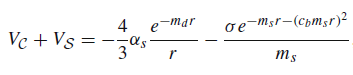 V_C + V_S = -\frac{4}{3}\alpha_s \frac{e^{-m_d r}}{r} - \frac{\sigma e^{-m_s r-(c_b m_s r)^2}}{m_s}